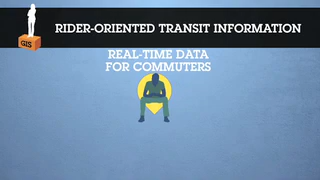 RIDER-ORIENTED TRANSIT INFORMATION
GIS
REAL-TIME DATA
FOR COMMUTERS